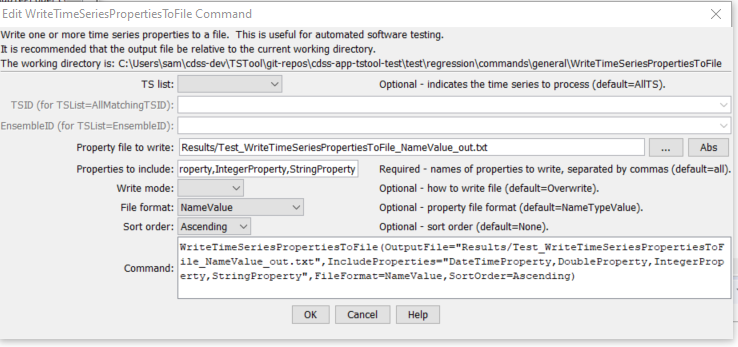 Edit WriteTimeSeriesPropertiesToFile Command
Write one or more time series properties to a file. This is useful for automated software testing.
It is recommended that the output file be relative to the current working directory.
The working directory is: C:\Users\sam\cdss-dev\TSTool\git-repos\cdss-app-tstool-test\test\regression\commands\general\WriteTimeSeriesPropertiesToFile
TS list: Optional - indicates the time series to process (default=AllTS).
TSID (for TSList=AllMatchingTSID):
EnsembleID (for TSList=EnsembleID):
Property file to write: Results/Test_WriteTimeSeriesPropertiesToFile_NameValue_out.txt ... Abs
Properties to include: roperty,IntegerProperty,StringProperty Required - names of properties to write, separated by commas (default=all).
Write mode: Optional - how to write file (default=Overwrite).
File format: NameValue Optional - property file format (default=NameTypeValue).
Sort order: Ascending Optional - sort order (default=None).
Command: WriteTimeSeriesPropertiesToFile(OutputFile="Results/Test_WriteTimeSeriesPropertiesToF
ile_NameValue_out.txt",IncludeProperties="DateTimeProperty,DoubleProperty,IntegerProp
erty,StringProperty",FileFormat=NameValue,SortOrder=Ascending)
OK Cancel Help